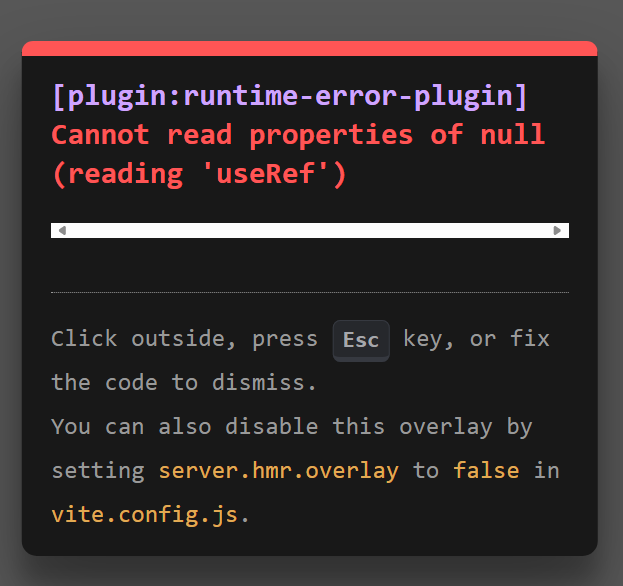 [plugin:runtime-error-plugin]
Cannot read properties of null
(reading 'useRef')
Click outside, press Esc key, or fix
the code to dismiss.
You can also disable this overlay by
setting server.hmr.overlay to false in
vite.config.js.